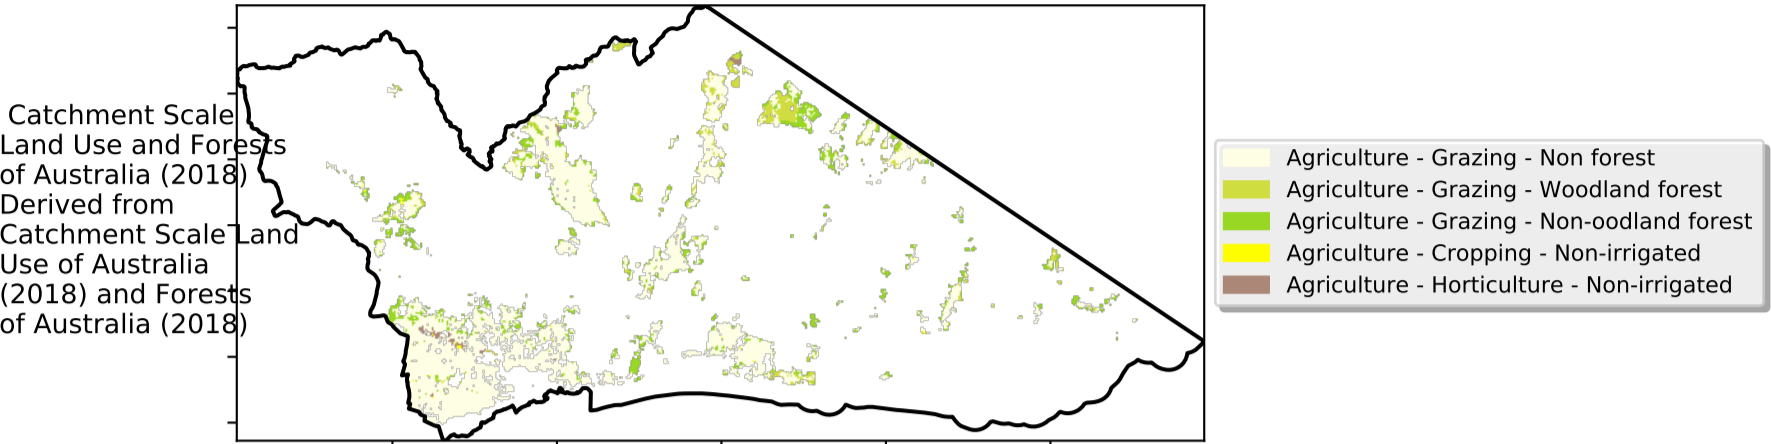 Catchment Scale
Land Use and Forests
of Australia (2018)
Derived from
Catchment Scale Land
Use of Australia
(2018) and Forests
of Australia (2018)
Agriculture - Grazing - Non forest
Agriculture - Grazing - Woodland forest
Agriculture - Grazing - Non-oodland forest
Agriculture - Cropping - Non-irrigated
Agriculture - Horticulture - Non-irrigated